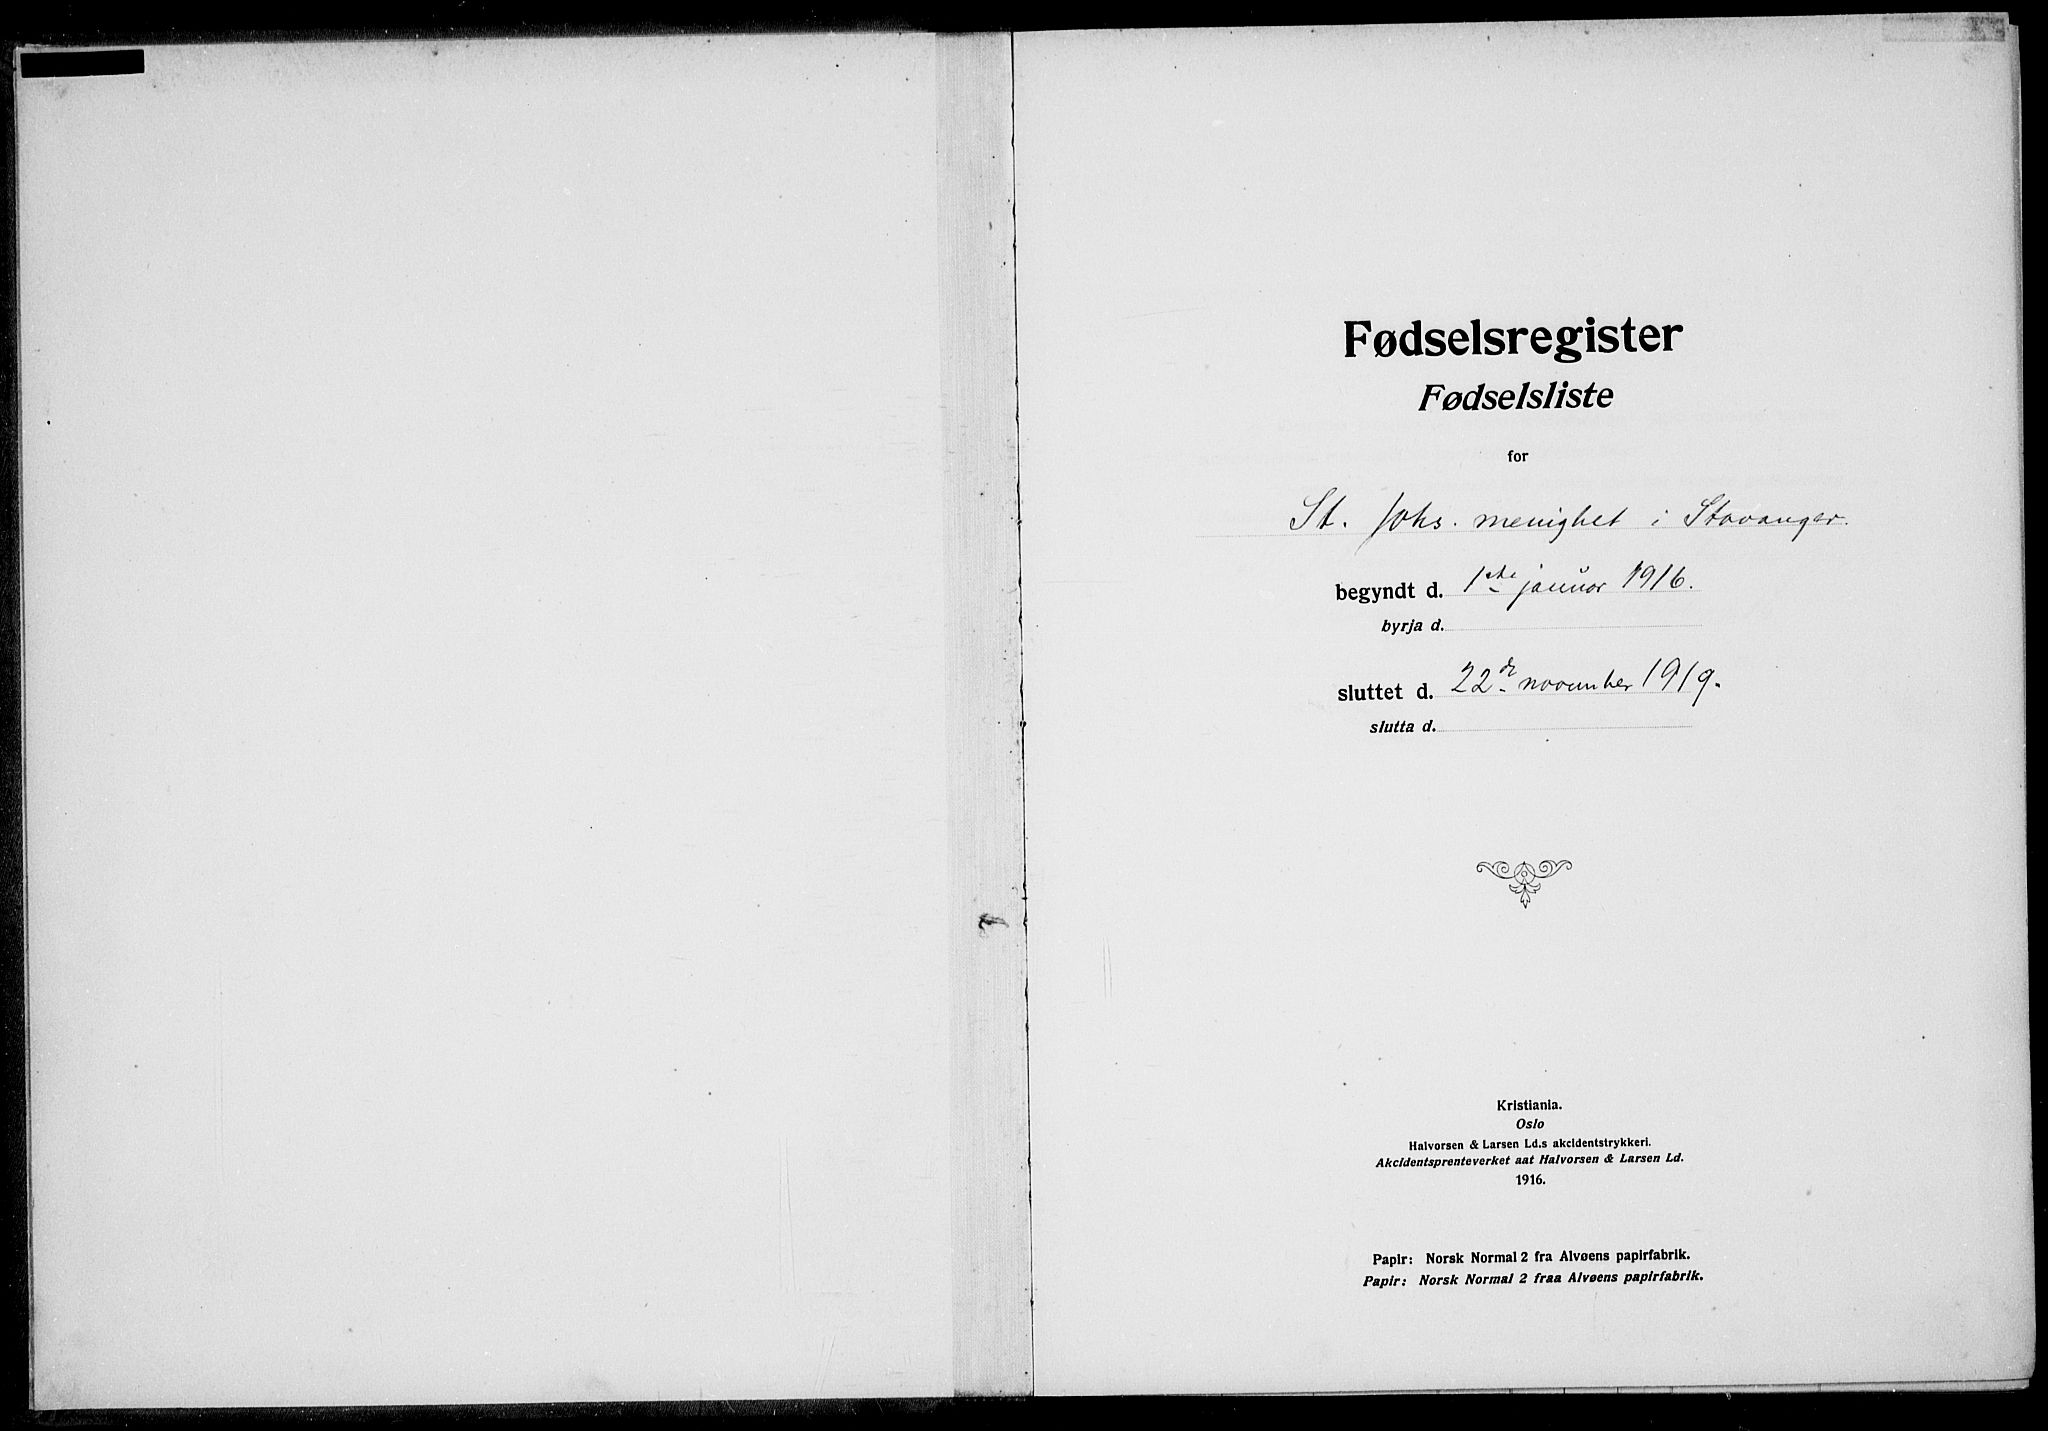 Fødselsregister
Fødselsliste
for
St. Johs. menighet i Stavanger.
begyndt d. 1ste januar 1916.
byrja d.
sluttet d. 22de november 1919.
slutta d.
Kristiania.
Oslo
Halvorsen & Larsen Ld.s akcidentstrykkeri.
Akcidentsprenteverket aat Halvorsen & Larsen Ld.
1916.
Papir: Norsk Normal 2 fra Alvøens papirfabrik.
Papir: Norsk Normal 2 fraa Alvøens papirfabrik.